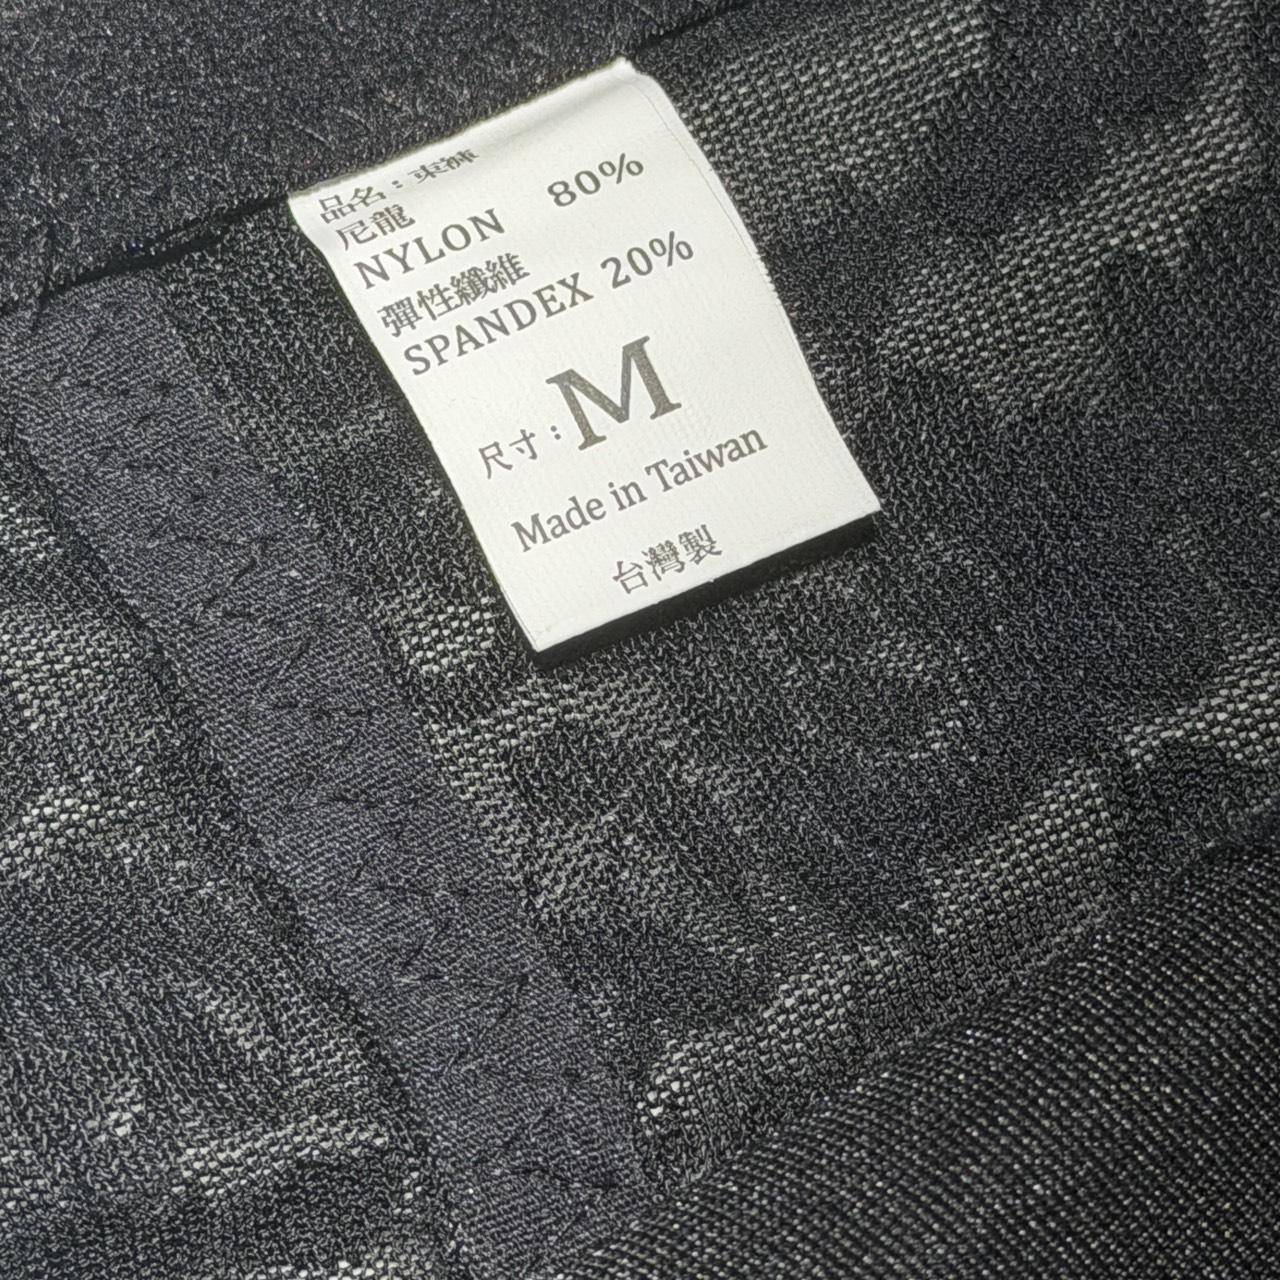 品名：束褲
尼龍
NYLON 80%
彈性纖維
SPANDEX 20%
尺寸：M
Made in Taiwan
台灣製